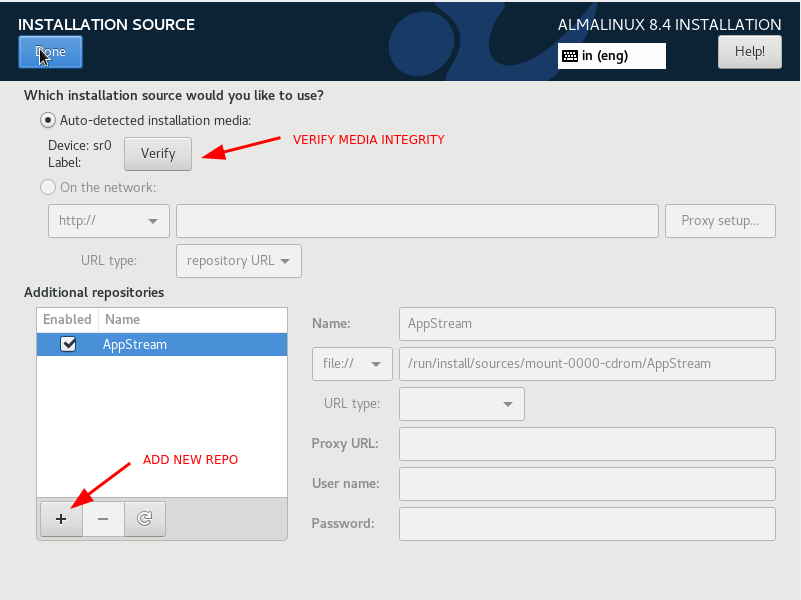 INSTALLATION SOURCE
ALMALINUX 8.4 INSTALLATION
Done
in (eng)
Help!
Which installation source would you like to use?
Auto-detected installation media:
Device: sr0
Label:
Verify
VERIFY MEDIA INTEGRITY
On the network:
http://
Proxy setup...
URL type:
repository URL
Additional repositories
Enabled Name
AppStream
Name:
AppStream
file://
/run/install/sources/mount-0000-cdrom/AppStream
URL type:
Proxy URL:
ADD NEW REPO
User name:
Password: